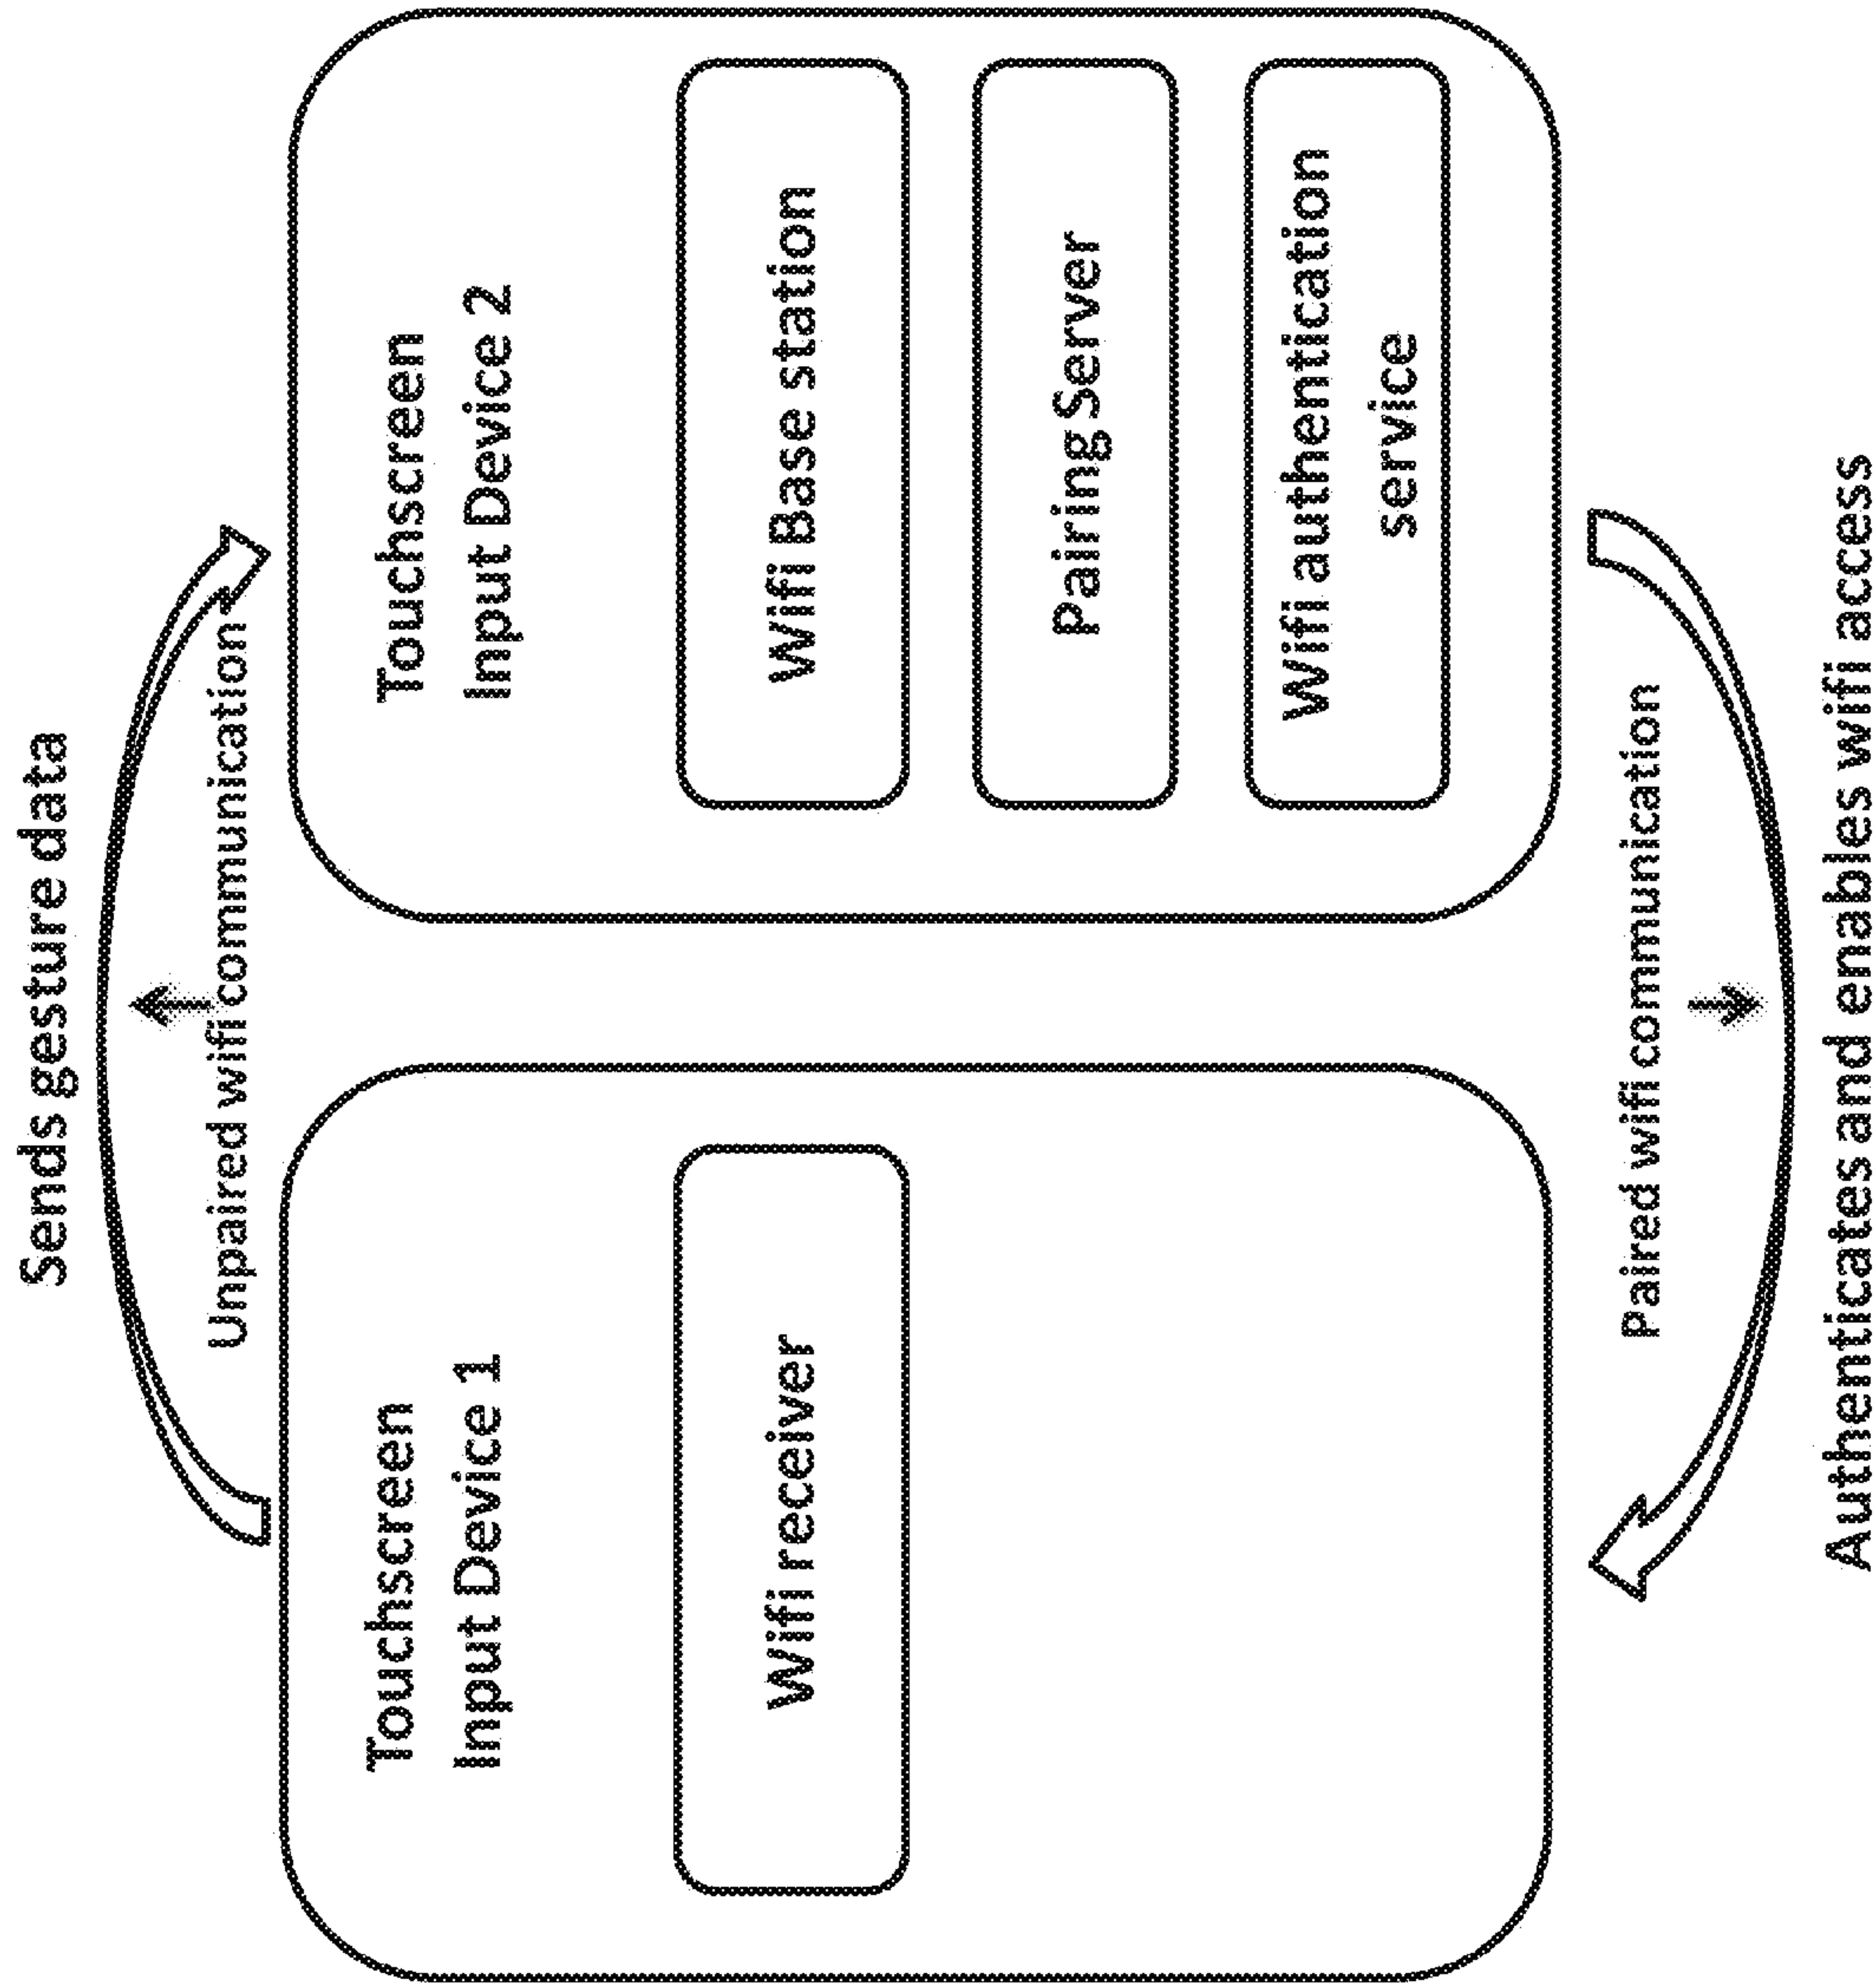 Sends gesture data
Unpaired wifi communication
Touchscreen
Input Device 1
Wifi receiver
Touchscreen
Input Device 2
Wifi Base station
Pairing Server
Wifi authentication
service
Paired wifi communication
Authenticates and enables wifi access